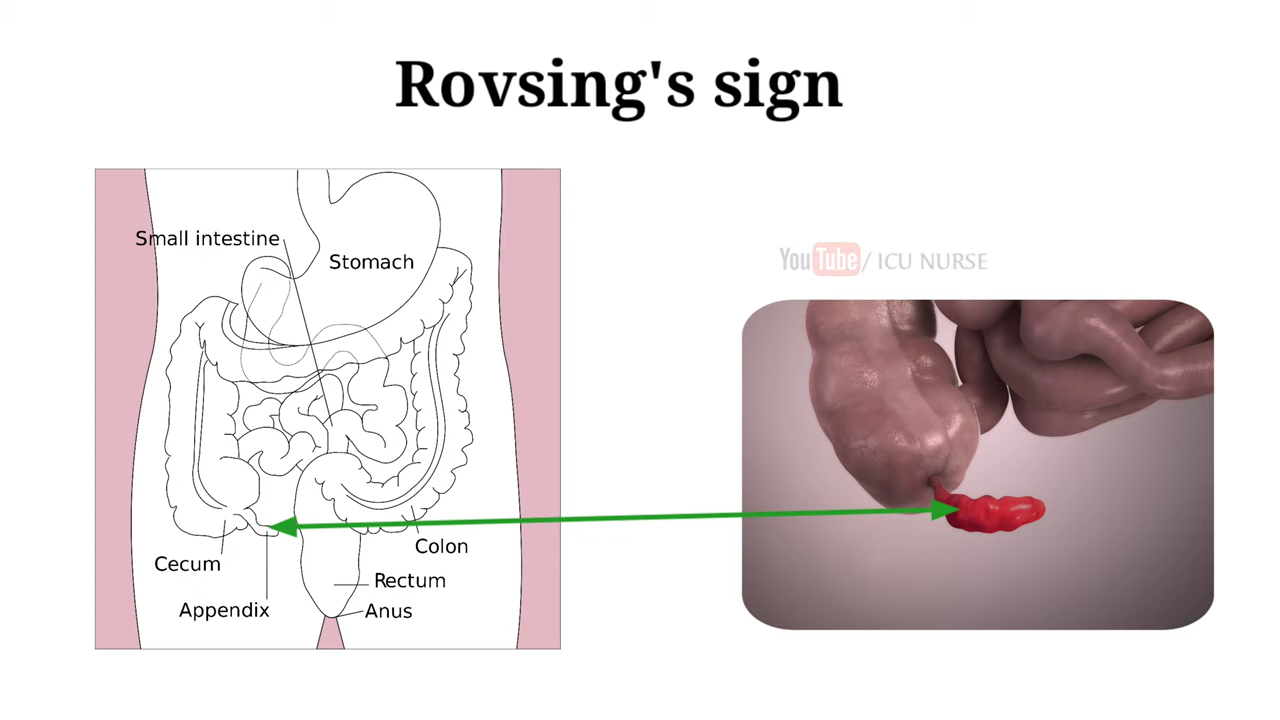 Rovsing's sign
Small intestine
Stomach
Cecum
Appendix
Colon
Rectum
Anus
YouTube/ ICU NURSE